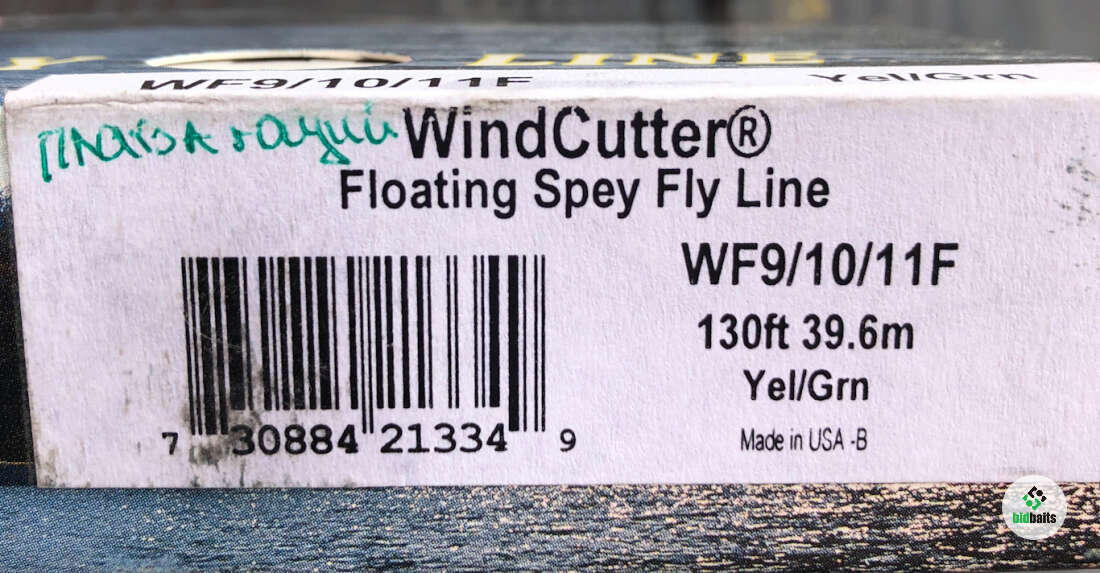 LINE
WF9/10/11F Yel/Grn
WindCutter®
Floating Spey Fly Line
WF9/10/11F
130ft 39.6m
Yel/Grn
Made in USA -B
7 30884 21334 9
bidbaits